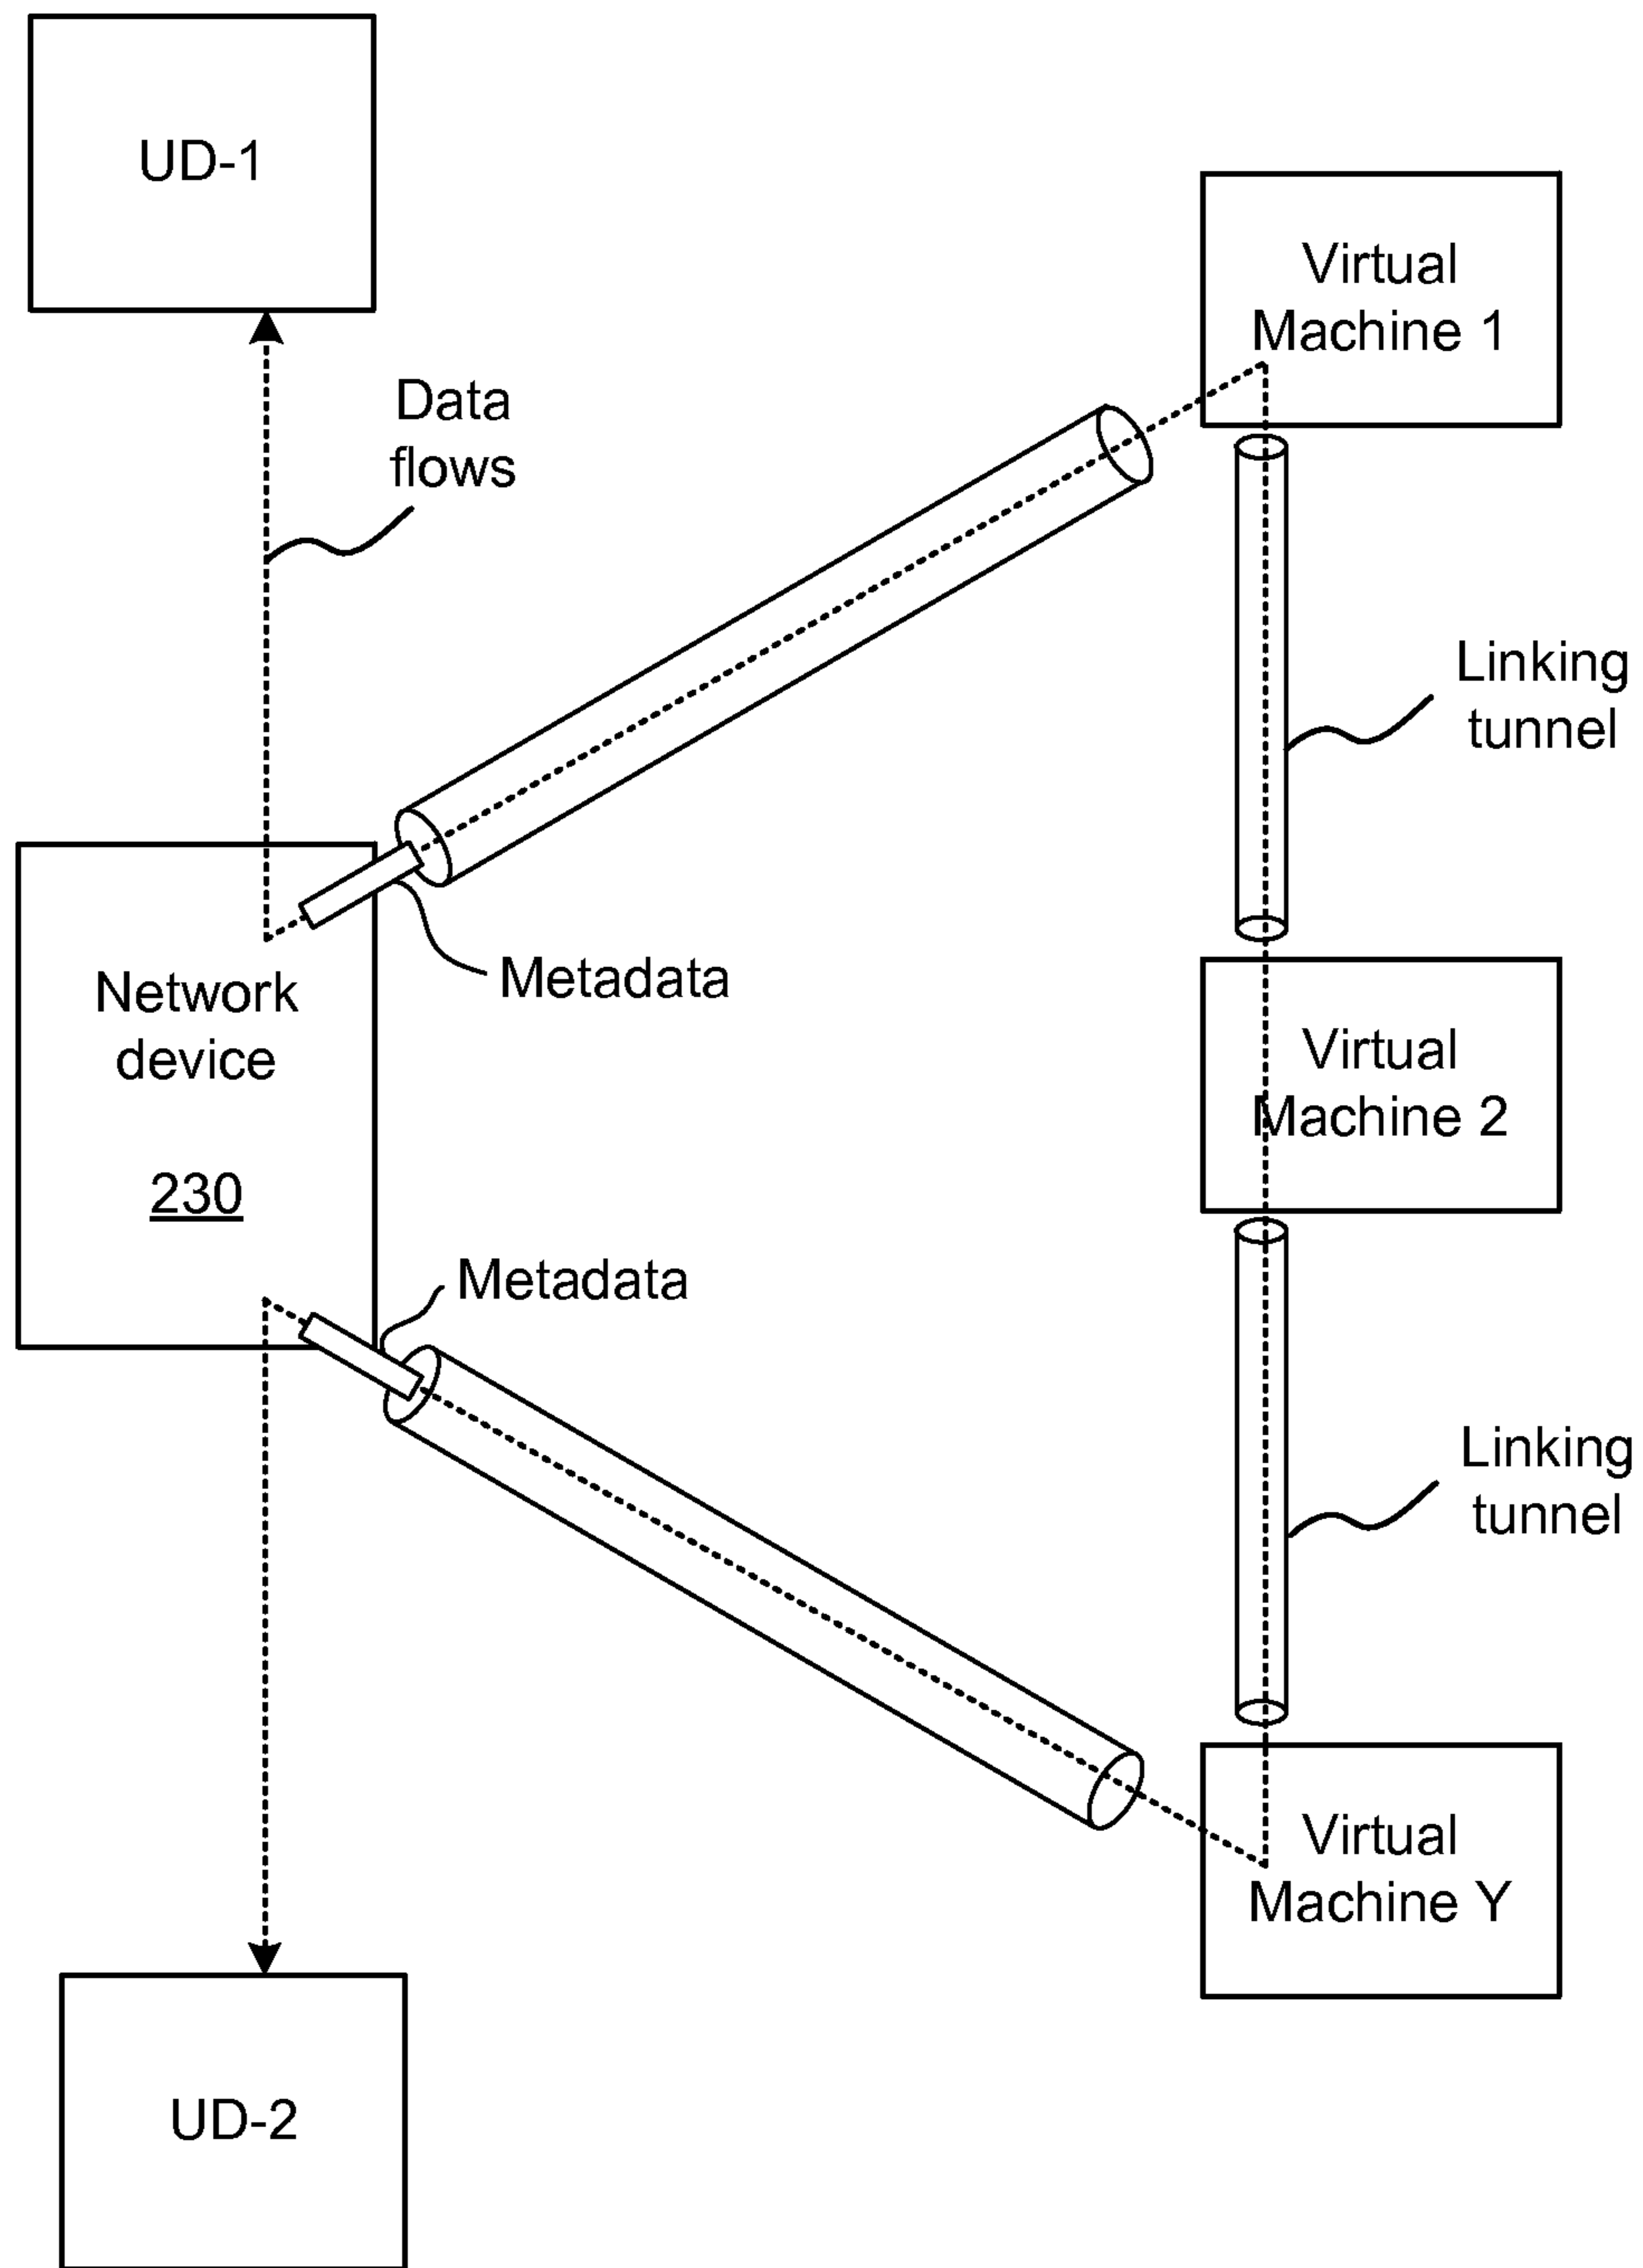 UD-1
Virtual
Machine 1
Data
flows
Linking
tunnel
Metadata
Network
device
230
Virtual
Machine 2
Metadata
Linking
tunnel
Virtual
Machine Y
UD-2